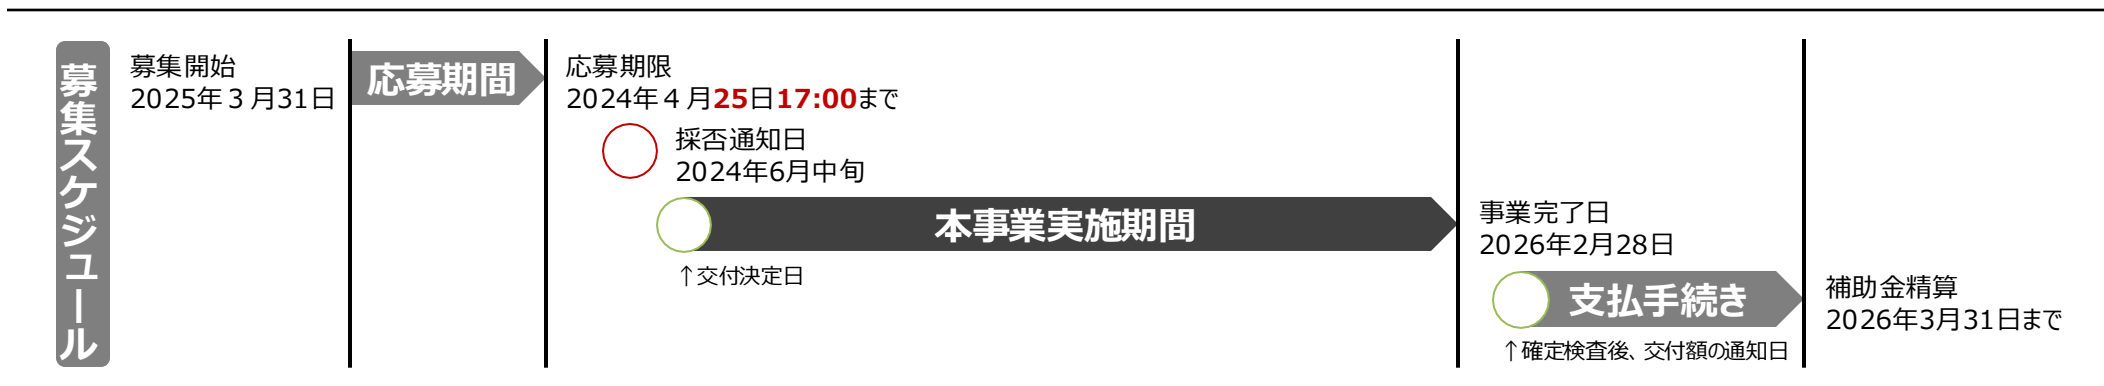 募集スケジュール
募集開始
2025年３月31日
応募期間
応募期限
2024年４月25日17:00まで
採否通知日
2024年6月中旬
本事業実施期間
↑交付決定日
事業完了日
2026年2月28日
支払手続き
↑確定検査後、交付額の通知日
補助金精算
2026年3月31日まで